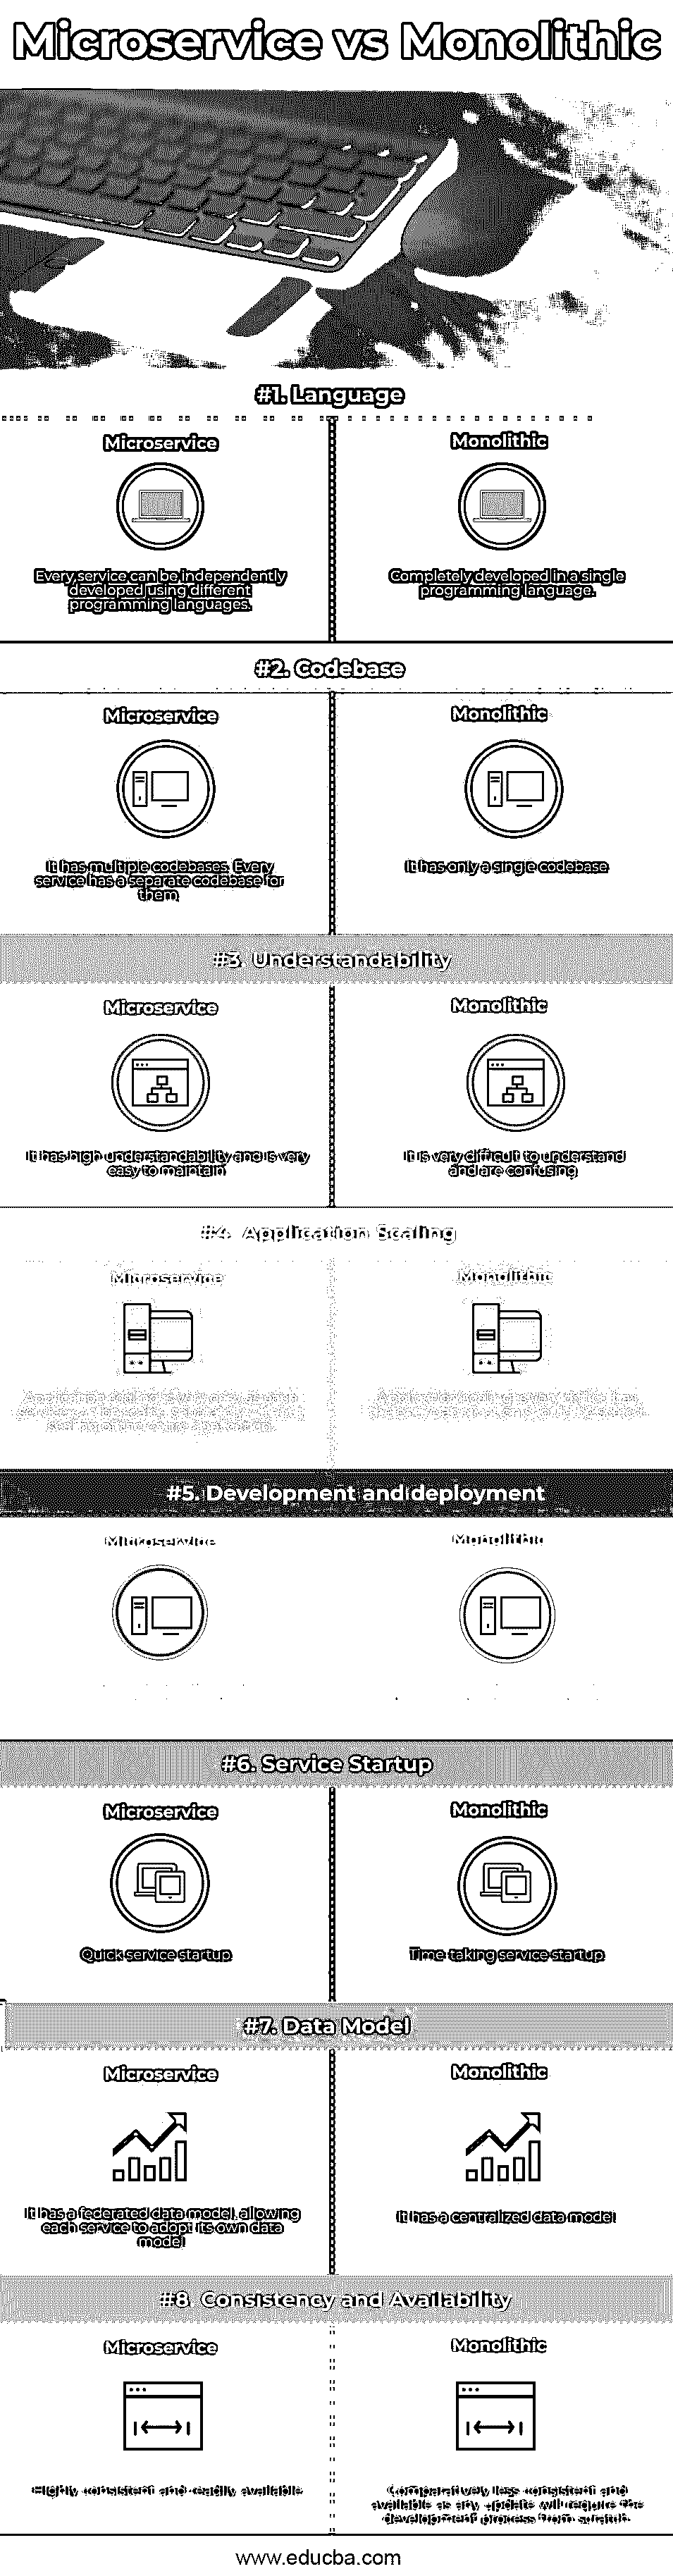 Microservice vs Monolithic
#1. Language
Microservice
Monolithic
Every service can be independently
developed using different
programming languages.
Completely developed in a single
programming language.
#2. Codebase
Microservice
Monolithic
It has multiple codebases. Every
service has a separate codebase for
them.
It has only a single codebase
#3. Understandability
Microservice
Monolithic
It has high understandability and is very
easy to maintain
It is very difficult to understand
and are confusing
#4. Application Scaling
Microservice
Monolithic
#5. Development and deployment
Microservice
Monolithic
#6. Service Startup
Microservice
Monolithic
Quick service startup
Time taking service startup
#7. Data Model
Microservice
Monolithic
It has a federated data model, allowing
each service to adopt its own data
model
It has a centralized data model
#8. Consistency and Availability
Microservice
Monolithic
Highly consistent and readily available
Comparatively less consistent and
available as any update will require the
development process from scratch.
www.educba.com